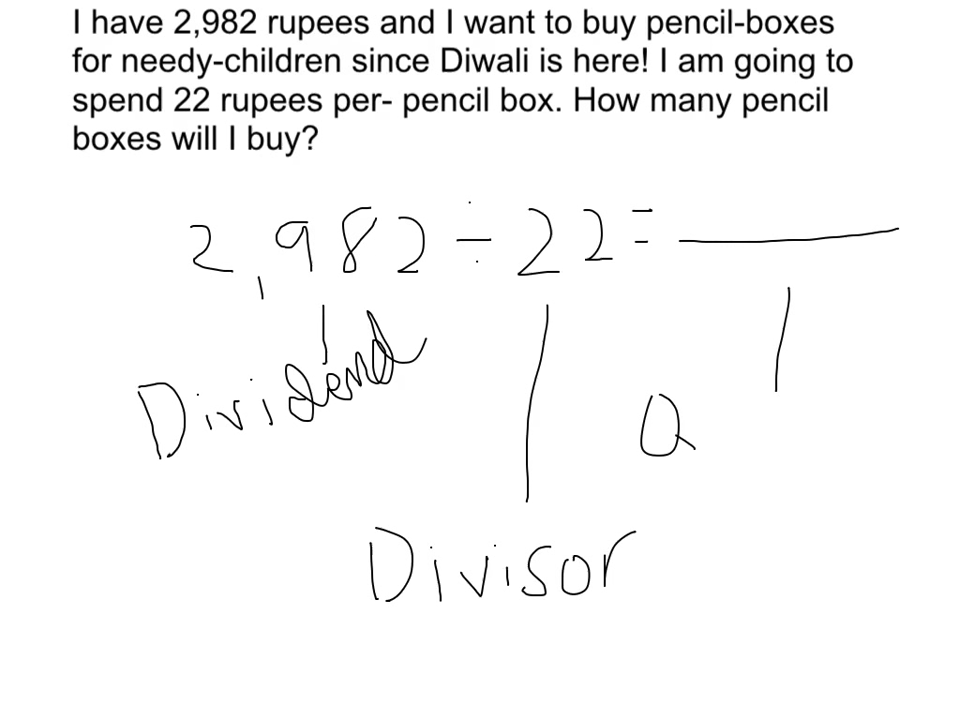 I have 2,982 rupees and I want to buy pencil-boxes
for needy-children since Diwali is here! I am going to
spend 22 rupees per- pencil box. How many pencil
boxes will I buy?
2,982 ÷ 22 = ____
Dividend
Q
Divisor